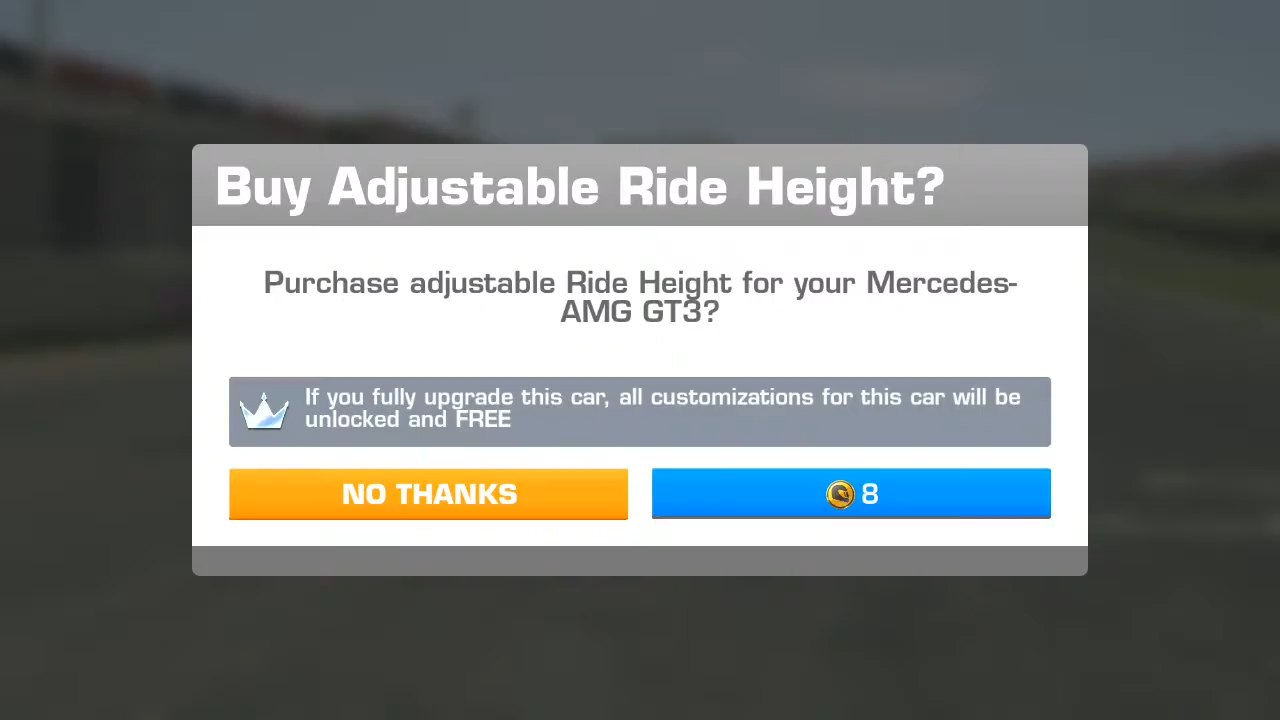 Buy Adjustable Ride Height?
Purchase adjustable Ride Height for your Mercedes-
AMG GT3?
If you fully upgrade this car, all customizations for this car will be
unlocked and FREE
NO THANKS
8